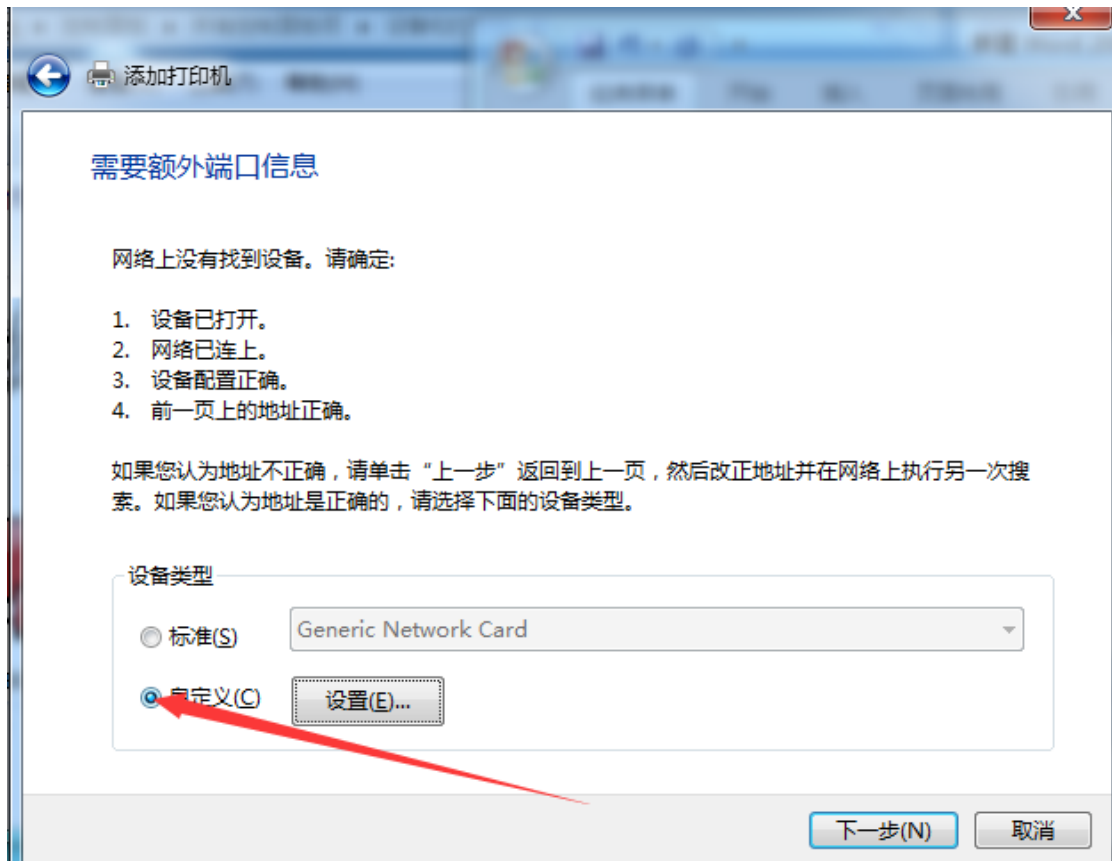 添加打印机
需要额外端口信息
网络上没有找到设备。请确定:
1. 设备已打开。
2. 网络已连上。
3. 设备配置正确。
4. 前一页上的地址正确。
如果您认为地址不正确，请单击“上一步”返回到上一页，然后改正地址并在网络上执行另一次搜
索。如果您认为地址是正确的，请选择下面的设备类型。
设备类型
标准(S) Generic Network Card
自定义(C) 设置(E)...
下一步(N) 取消